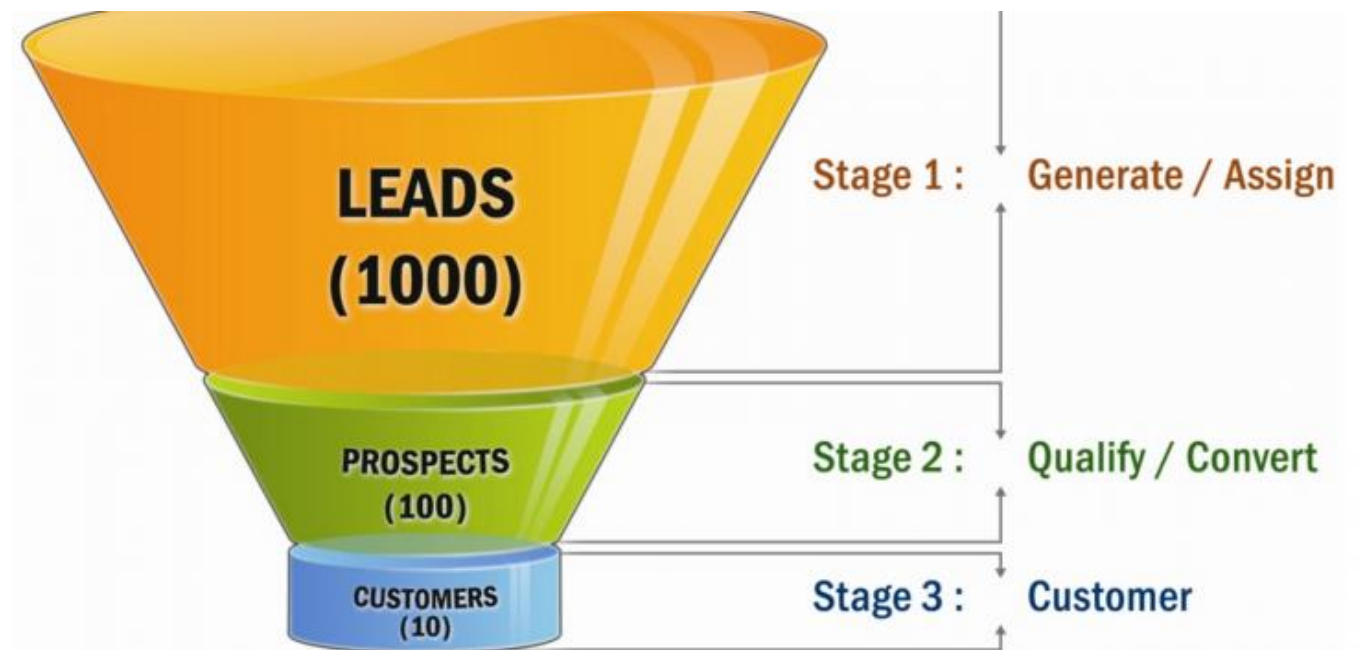 LEADS
(1000)
Stage 1 : Generate / Assign
PROSPECTS
(100)
Stage 2 : Qualify / Convert
CUSTOMERS
(10)
Stage 3 : Customer